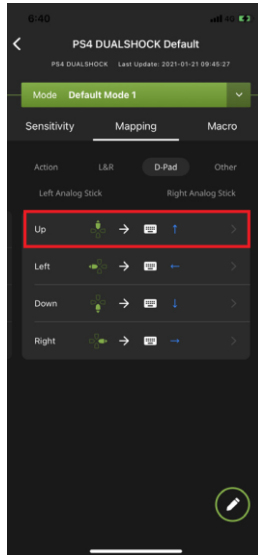 6:40 4G
PS4 DUALSHOCK Default
PS4 DUALSHOCK Last Update: 2021-01-21 09:45:27
Mode Default Mode 1
Sensitivity Mapping Macro
Action L&R D-Pad Other
Left Analog Stick Right Analog Stick
Up
Left
Down
Right